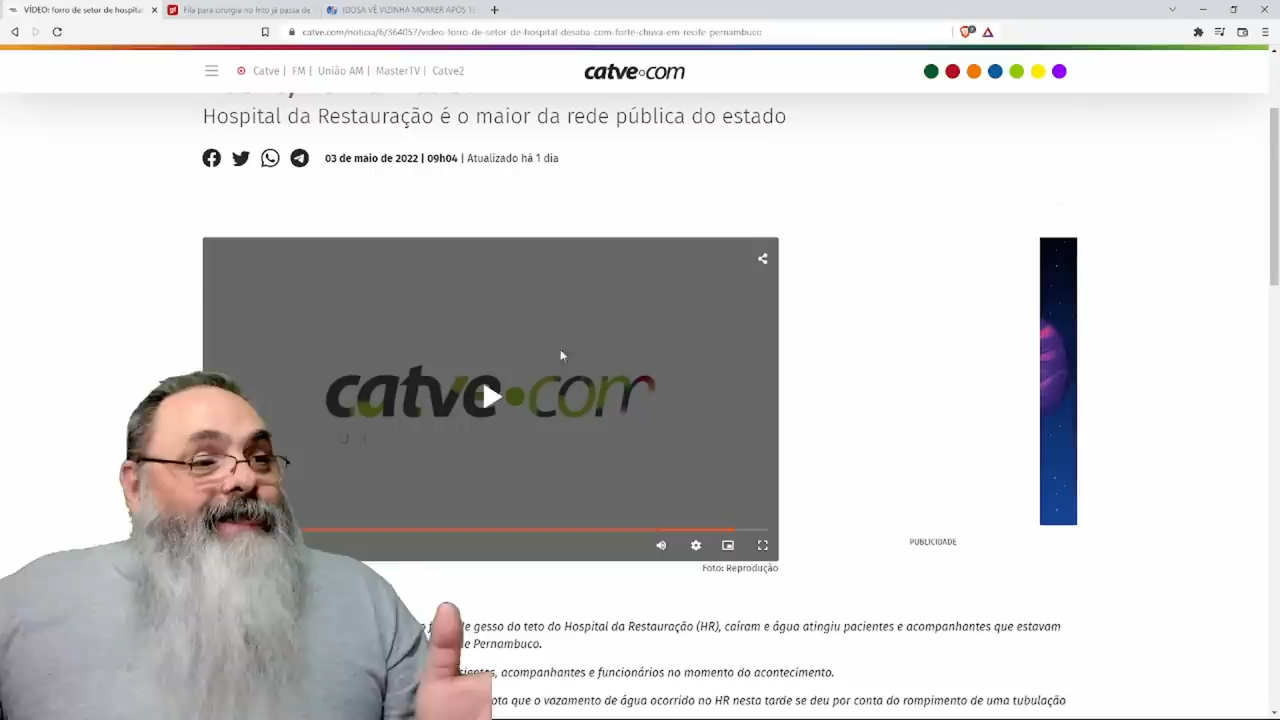 VÍDEO: forro de setor de hospital
Fila para cirurgia no Into já passa de
IDOSA VÊ VIZINHA MORRER APÓS T
catve.com/noticia/6/364057/video-forro-de-setor-de-hospital-desaba-com-forte-chuva-em-recife-pernambuco
Catve | FM | União AM | MasterTV | Catve2
catve.com
Hospital da Restauração é o maior da rede pública do estado
03 de maio de 2022 | 09h04 | Atualizado há 1 dia
catve.com
PUBLICIDADE
Foto: Reprodução
de gesso do teto do Hospital da Restauração (HR), caíram e água atingiu pacientes e acompanhantes que estavam
e Pernambuco.
cientes, acompanhantes e funcionários no momento do acontecimento.
ota que o vazamento de água ocorrido no HR nesta tarde se deu por conta do rompimento de uma tubulação